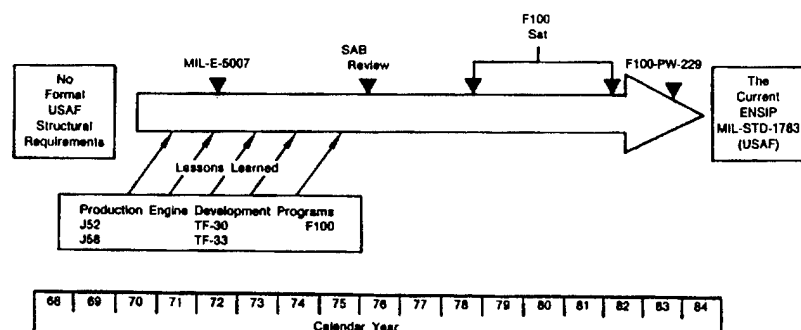 F100
Sat
MIL-E-5007
SAB
Review
F100-PW-229
No
Formal
USAF
Structural
Requirements
The
Current
ENSIP
MIL-STD-1783
(USAF)
Lessons Learned
Production Engine Development Programs
J52 TF-30 F100
J58 TF-33
68 69 70 71 72 73 74 75 76 77 78 79 80 81 82 83 84
Calendar Year